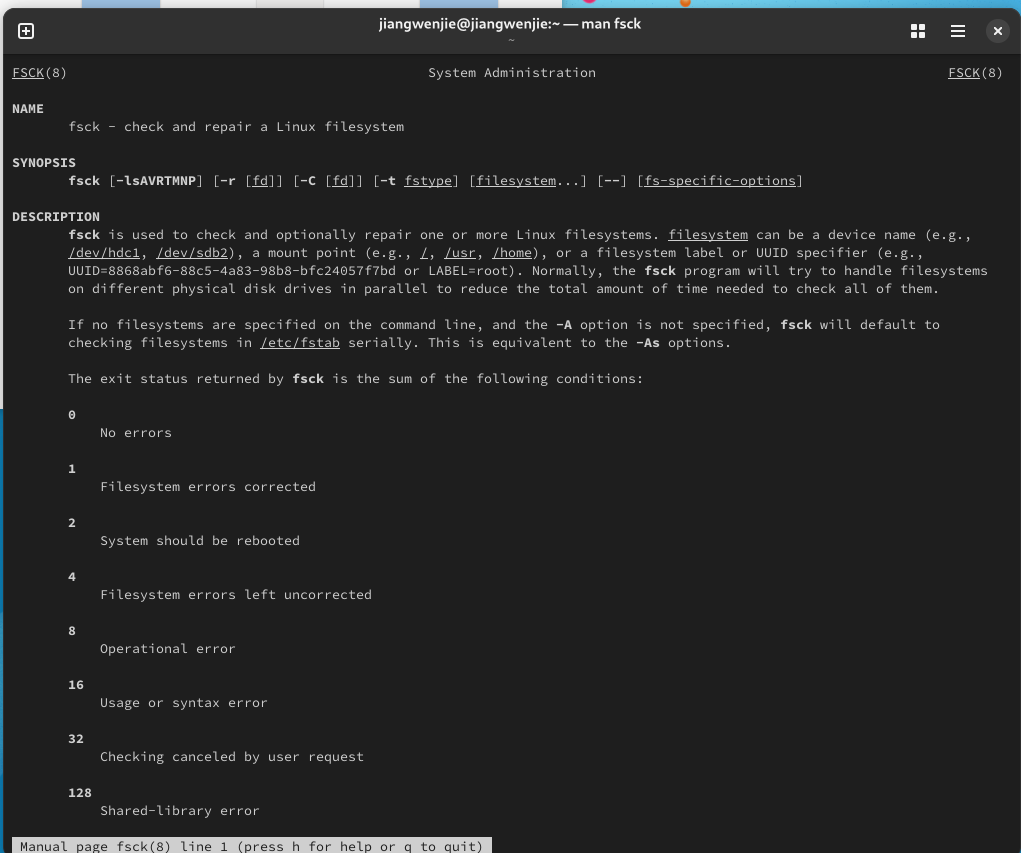 jiangwenjie@jiangwenjie:~ — man fsck
~
FSCK(8) System Administration FSCK(8)
NAME
fsck - check and repair a Linux filesystem
SYNOPSIS
fsck [-lsAVRTMNP] [-r [fd]] [-C [fd]] [-t fstype] [filesystem...] [--] [fs-specific-options]
DESCRIPTION
fsck is used to check and optionally repair one or more Linux filesystems. filesystem can be a device name (e.g.,
/dev/hdc1, /dev/sdb2), a mount point (e.g., /, /usr, /home), or a filesystem label or UUID specifier (e.g.,
UUID=8868abf6-88c5-4a83-98b8-bfc24057f7bd or LABEL=root). Normally, the fsck program will try to handle filesystems
on different physical disk drives in parallel to reduce the total amount of time needed to check all of them.
If no filesystems are specified on the command line, and the -A option is not specified, fsck will default to
checking filesystems in /etc/fstab serially. This is equivalent to the -As options.
The exit status returned by fsck is the sum of the following conditions:
0
No errors
1
Filesystem errors corrected
2
System should be rebooted
4
Filesystem errors left uncorrected
8
Operational error
16
Usage or syntax error
32
Checking canceled by user request
128
Shared-library error
Manual page fsck(8) line 1 (press h for help or q to quit)